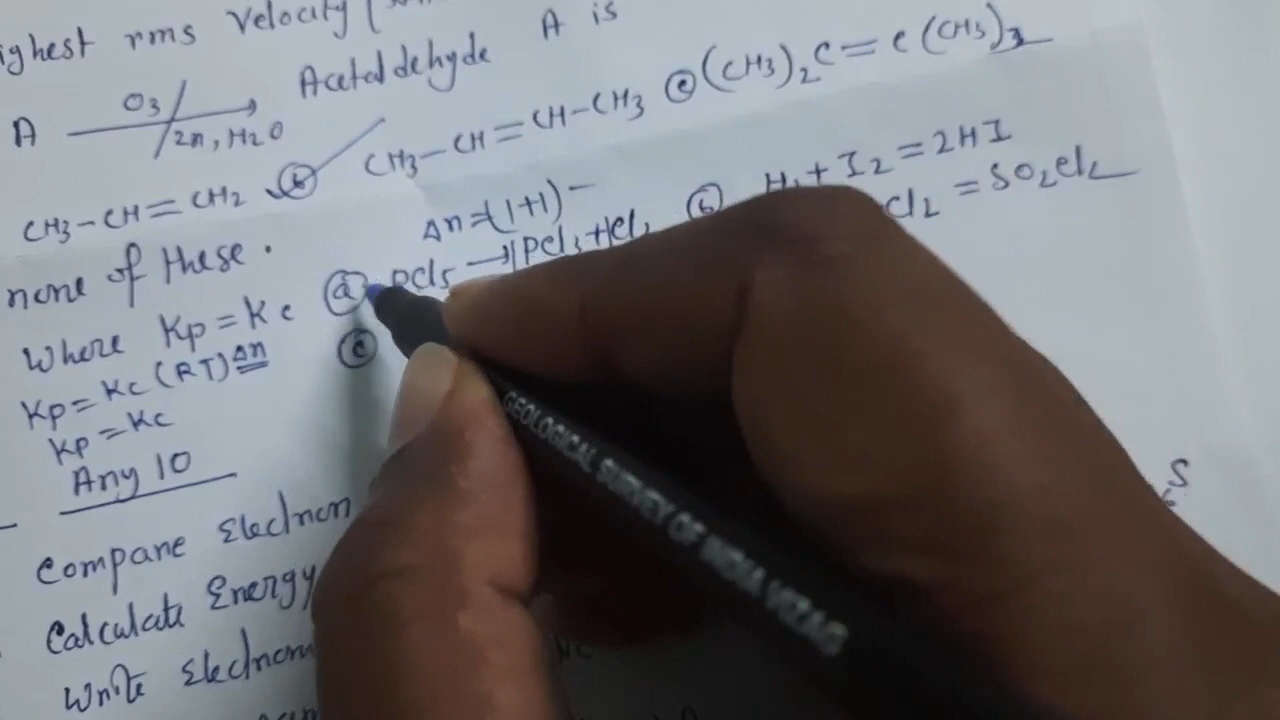 ighest rms velocity (
A O3/ 2n, H2O Acetaldehyde A is
CH3-CH=CH2 (b) CH3-CH=CH-CH3 (c) (CH3)2C=C(CH3)2
none of these.
Δn=(1+1)-
Where Kp=Kc (a) PCl5 → PCl3+Cl2 (b) H2+I2=2HI
Kp=Kc(RT)Δn (c) Cl2=SO2Cl2
Kp=Kc
Any 10
Compare Electron
Calculate Energy
Write Electron
GEOLOGICAL SURVEY OF INDIA VIZAG